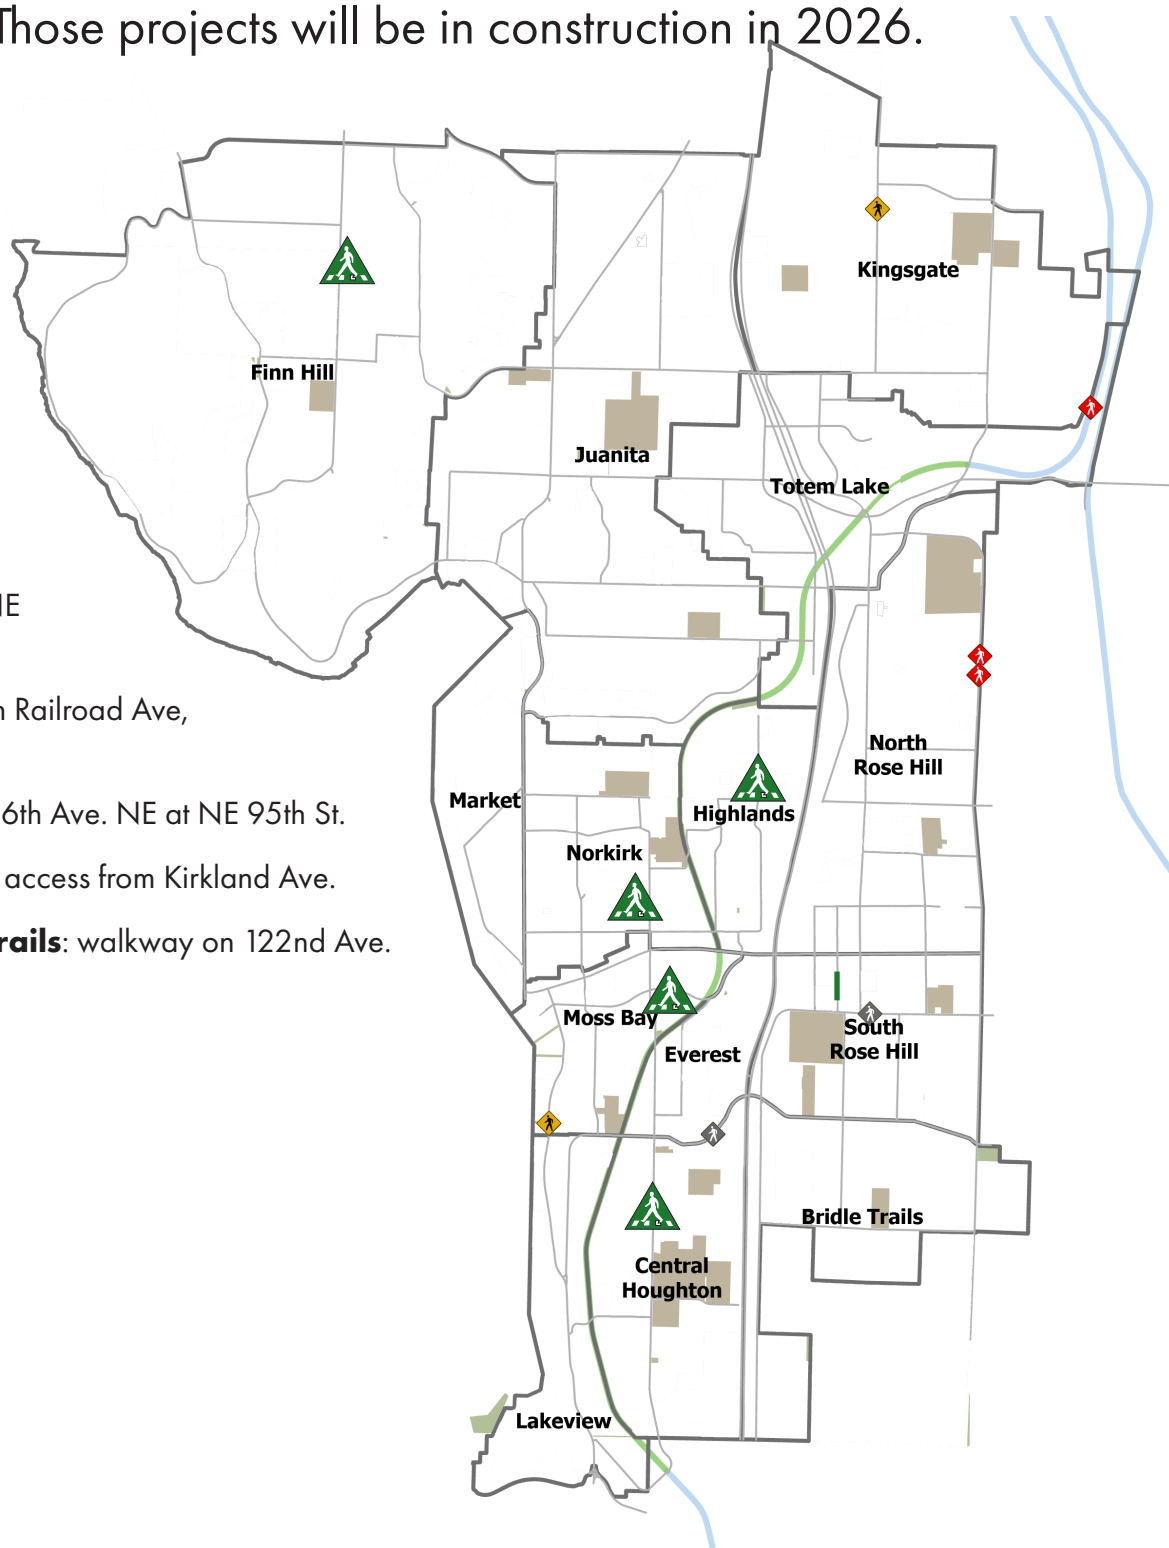 Those projects will be in construction in 2026.
Kingsgate
Finn Hill
Juanita
Totem Lake
NE
n Railroad Ave,
North
Rose Hill
Market
Highlands
6th Ave. NE at NE 95th St.
Norkirk
access from Kirkland Ave.
rails: walkway on 122nd Ave.
Moss Bay
South
Rose Hill
Everest
Bridle Trails
Central
Houghton
Lakeview